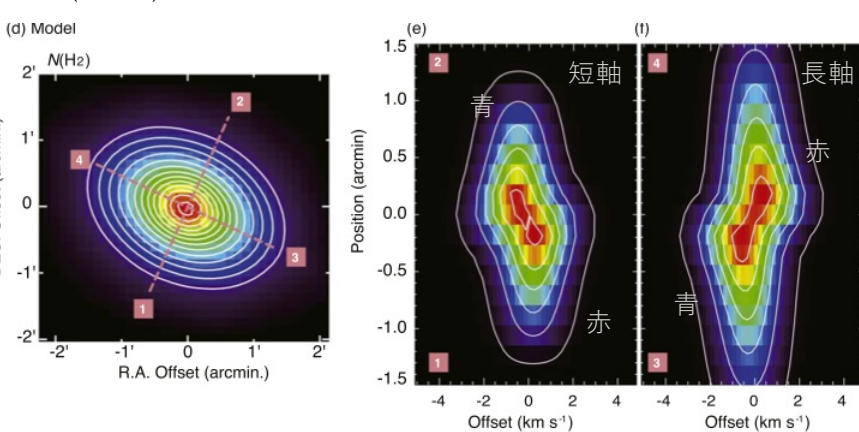 (d) Model
N(H2)
2'
1'
0
-1'
-2'
-2'
-1'
0
1'
2'
R.A. Offset (arcmin.)
1
2
3
4
(e)
短軸
青
赤
2
1
1.5
1.0
0.5
0.0
-0.5
-1.0
-1.5
Position (arcmin)
-4
-2
0
2
4
Offset (km s-1)
(f)
長軸
赤
青
4
3
-4
-2
0
2
4
Offset (km s-1)